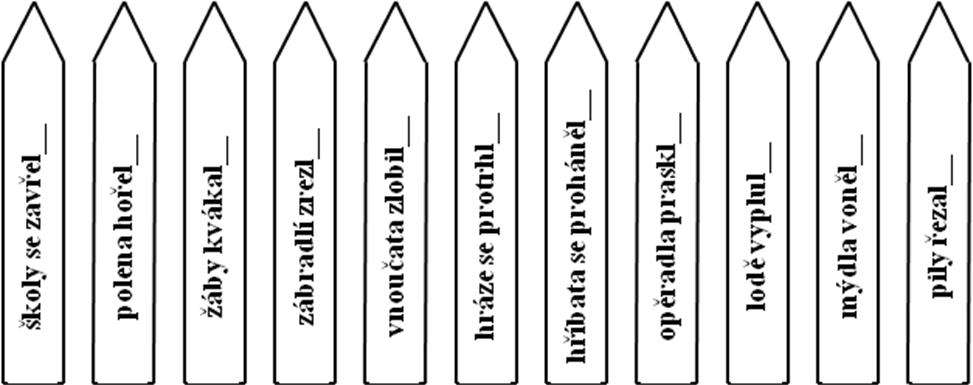 školy se zavřel__
polena hořel__
žáby kvákal__
zábradlí zrezl__
vnoučata zlobil__
hráze se protrhl__
hříbata se proháněl__
opěradla praskl__
lodě vyplul__
mýdla voněl__
pily řezal__